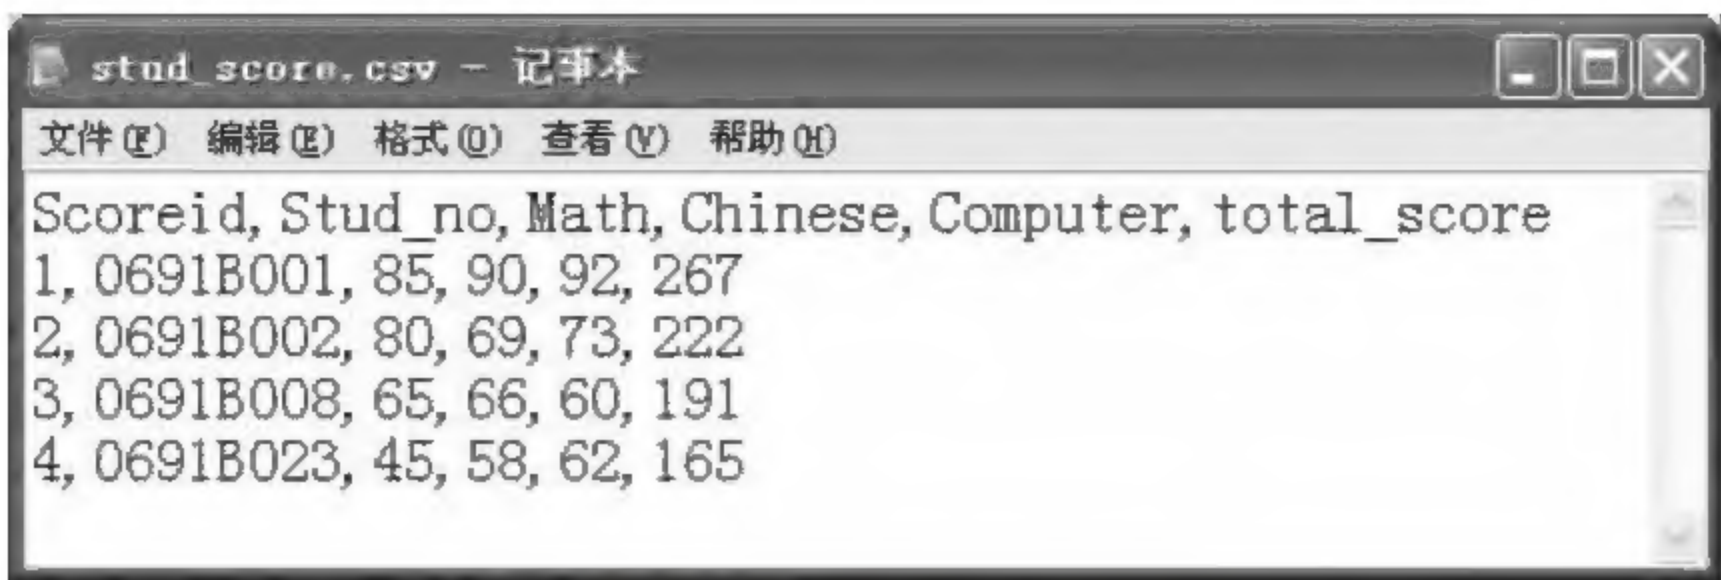 stud_score.csv - 记事本
文件(F) 编辑(E) 格式(O) 查看(V) 帮助(H)
Scoreid,Stud_no,Math,Chinese,Computer,total_score
1,0691B001,85,90,92,267
2,0691B002,80,69,73,222
3,0691B008,65,66,60,191
4,0691B023,45,58,62,165